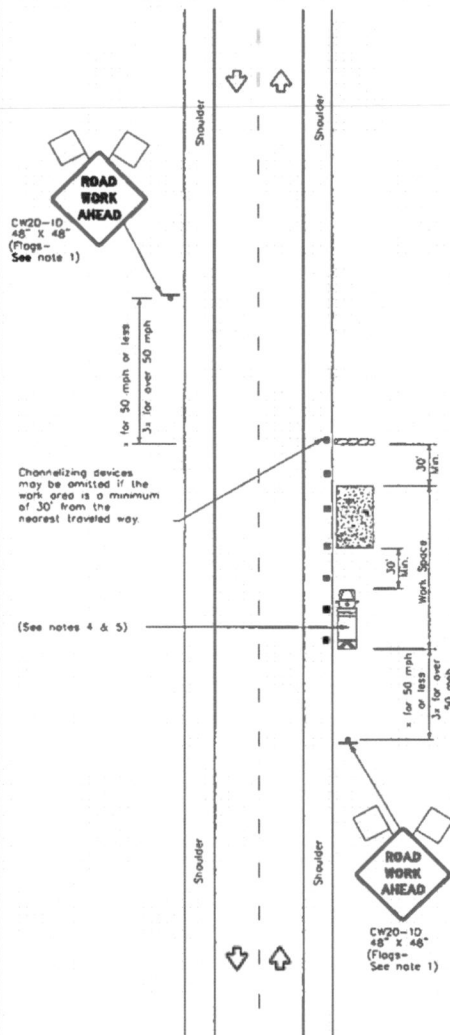 Shoulder
Shoulder
ROAD
WORK
AHEAD
CW20-1D
48" X 48"
(Flags-
See note 1)
x for 50 mph or less
3x for over 50 mph
Channelizing devices
may be omitted if the
work area is a minimum
of 30' from the
nearest traveled way.
30'
Min.
30'
Min.
Work Space
(See notes 4 & 5)
x for 50 mph
or less
3x for over
50 mph
Shoulder
Shoulder
ROAD
WORK
AHEAD
CW20-1D
48" X 48"
(Flags-
See note 1)